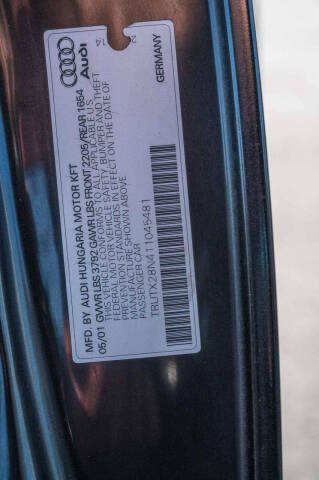 Audi
MFD. BY AUDI HUNGARIA MOTOR KFT
05/01 GVWR LBS 3792 GAWR LBS FRONT 2205/REAR 1654
THIS VEHICLE CONFORMS TO ALL APPLICABLE U.S.
FEDERAL MOTOR VEHICLE SAFETY, BUMPER AND THEFT
PREVENTION STANDARDS IN EFFECT ON THE DATE OF
MANUFACTURE SHOWN ABOVE
PASSENGER CAR
TRUTX28N411045481
GERMANY